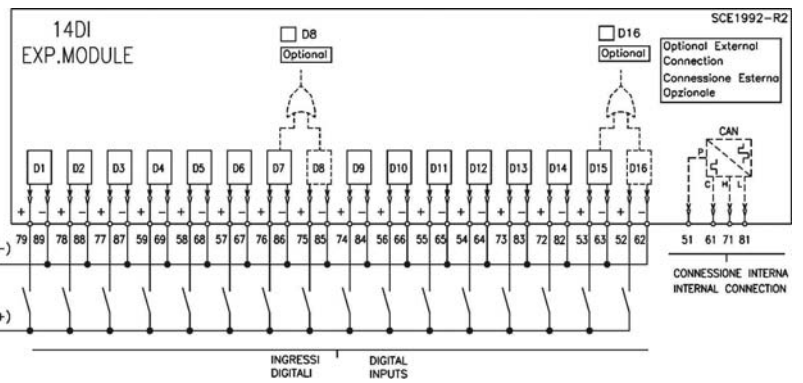 SCE1992-R2
14DI
EXP.MODULE
D8
Optional
D16
Optional
Optional External
Connection
Connessione Esterna
Opzionale
CAN
P
C H L
D1 D2 D3 D4 D5 D6 D7 D8 D9 D10 D11 D12 D13 D14 D15 D16
+ − + − + − + − + − + − + − + − + − + − + − + − + − + − + − + −
79 89 78 88 77 87 59 69 58 68 57 67 76 86 75 85 74 84 56 66 55 65 54 64 73 83 72 82 53 63 52 62 51 61 71 81
−)
CONNESSIONE INTERNA
INTERNAL CONNECTION
+)
INGRESSI DIGITAL
DIGITALI INPUTS